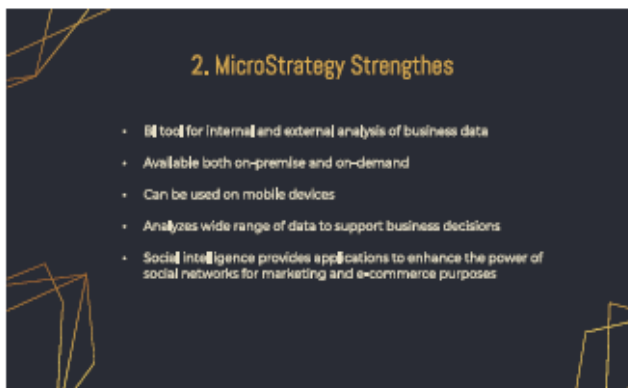 2. MicroStrategy Strengthes
• BI tool for internal and external analysis of business data
• Available both on-premise and on-demand
• Can be used on mobile devices
• Analyzes wide range of data to support business decisions
• Social intelligence provides applications to enhance the power of
social networks for marketing and e-commerce purposes